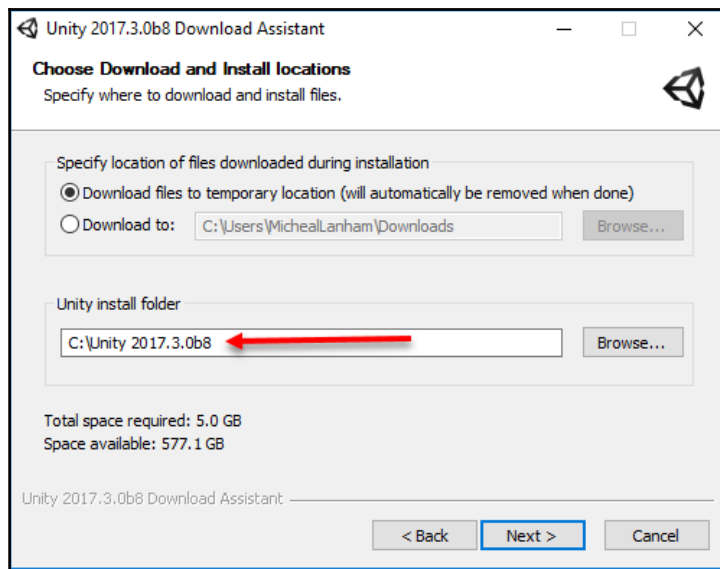 Unity 2017.3.0b8 Download Assistant
Choose Download and Install locations
Specify where to download and install files.
Specify location of files downloaded during installation
Download files to temporary location (will automatically be removed when done)
Download to: C:\Users\MichealLanham\Downloads Browse...
Unity install folder
C:\Unity 2017.3.0b8 Browse...
Total space required: 5.0 GB
Space available: 577.1 GB
Unity 2017.3.0b8 Download Assistant
< Back Next > Cancel